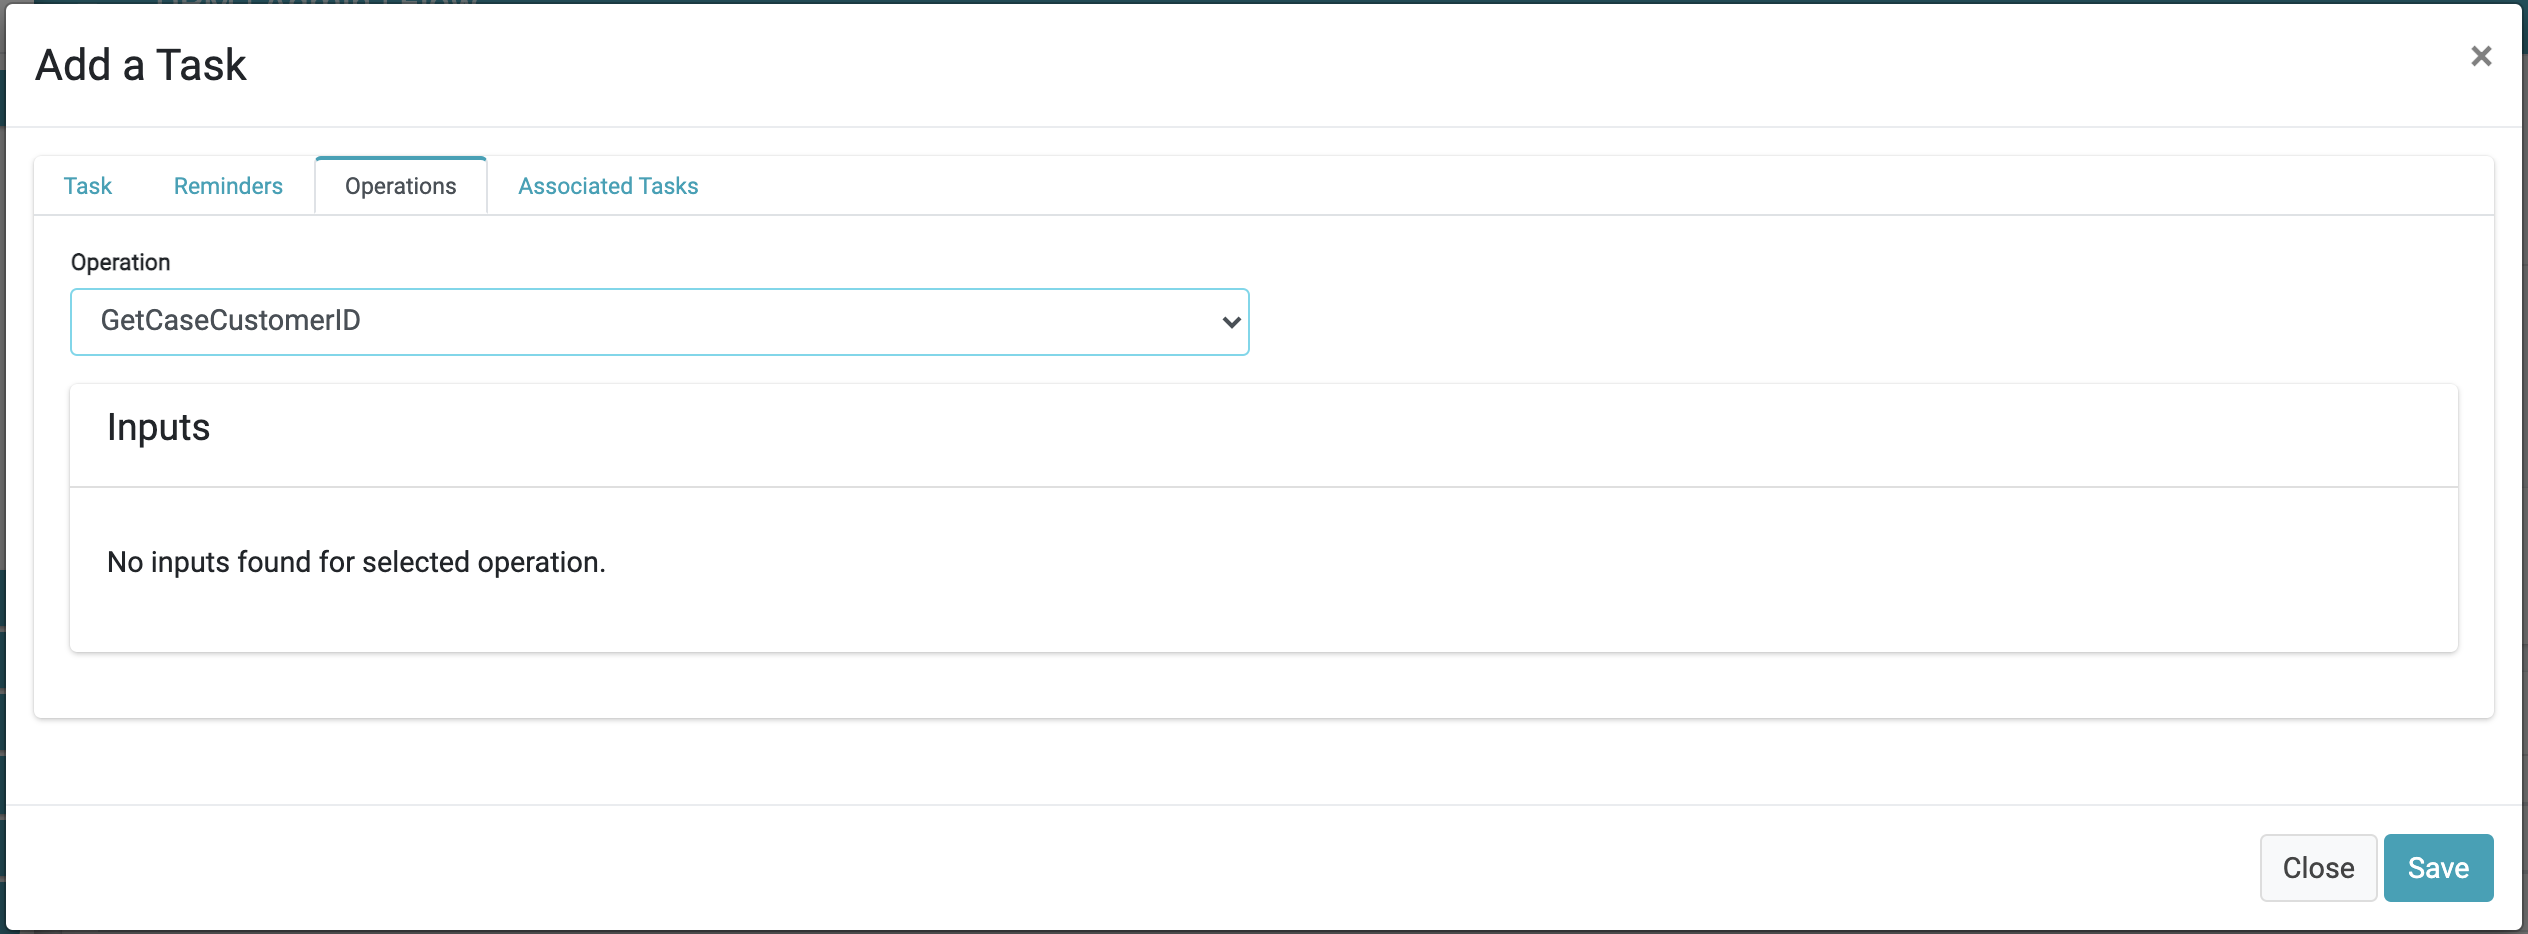 Add a Task
×
Task Reminders Operations Associated Tasks
Operation
GetCaseCustomerID
Inputs
No inputs found for selected operation.
Close Save